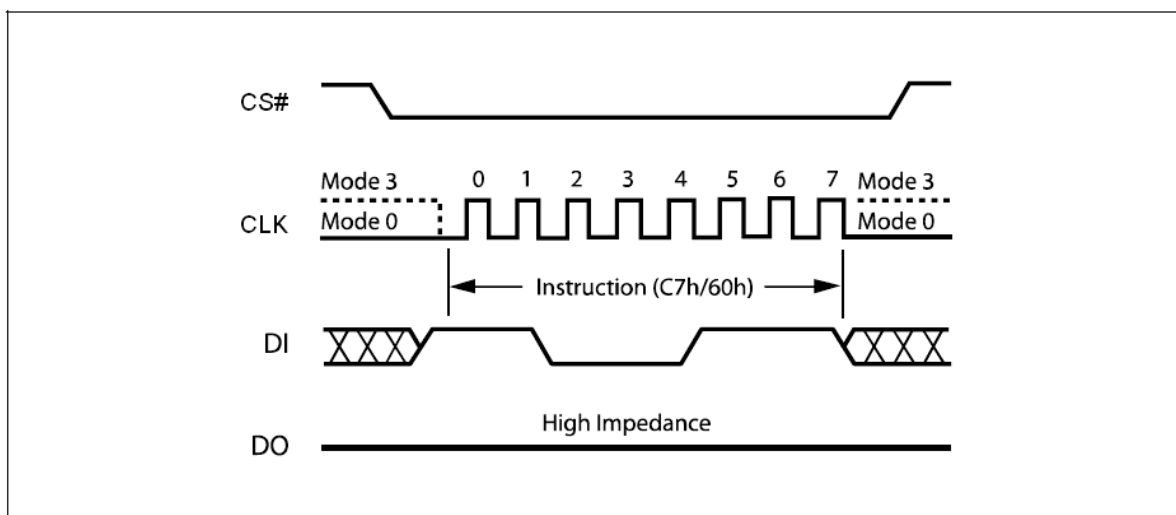 CS#
Mode 3 0 1 2 3 4 5 6 7 Mode 3
CLK Mode 0 Mode 0
Instruction (C7h/60h)
DI
High Impedance
DO